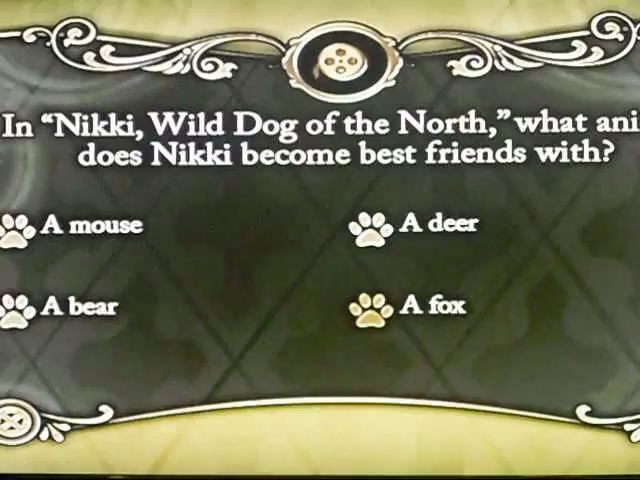 In “Nikki, Wild Dog of the North,” what ani
does Nikki become best friends with?
A mouse
A deer
A bear
A fox